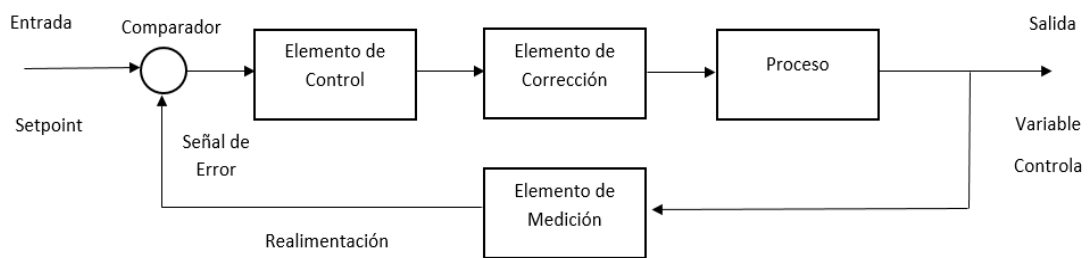 Entrada
Comparador
Salida
Elemento de
Control
Elemento de
Corrección
Proceso
Setpoint
Señal de
Error
Variable
Controla
Elemento de
Medición
Realimentación